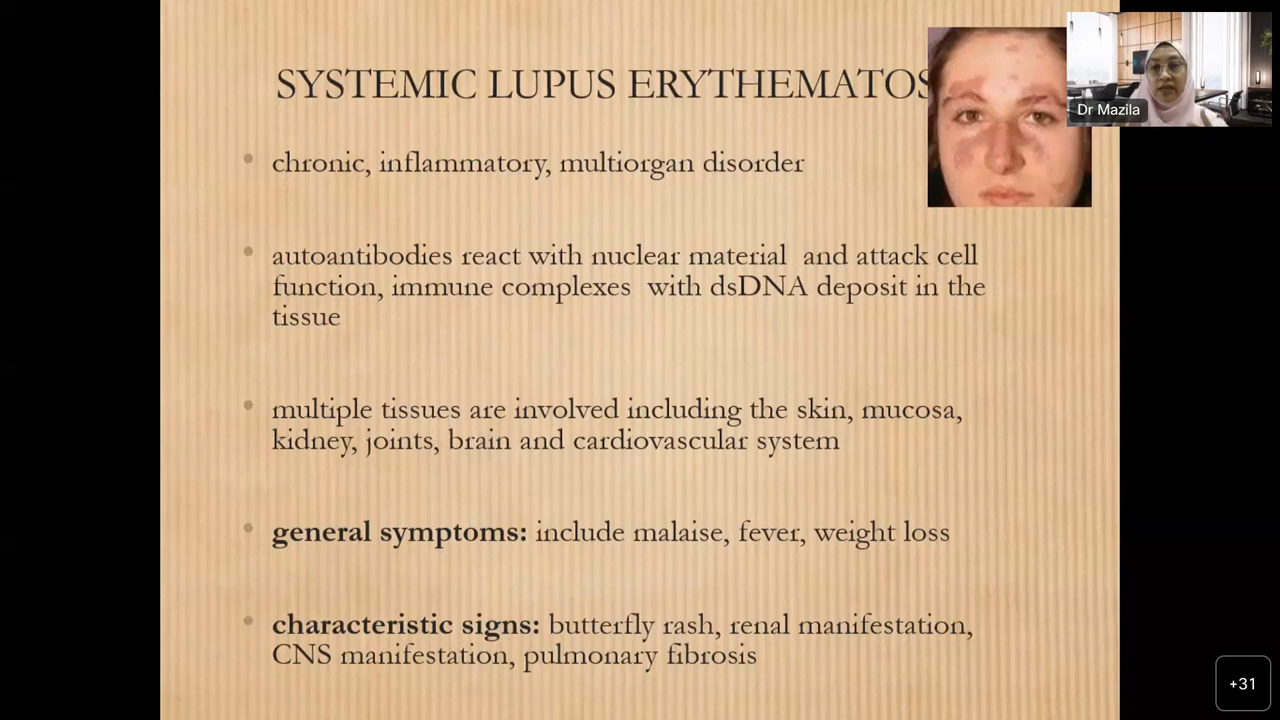 SYSTEMIC LUPUS ERYTHEMATOS
Dr Mazila
chronic, inflammatory, multiorgan disorder
autoantibodies react with nuclear material and attack cell
function, immune complexes with dsDNA deposit in the
tissue
multiple tissues are involved including the skin, mucosa,
kidney, joints, brain and cardiovascular system
general symptoms: include malaise, fever, weight loss
characteristic signs: butterfly rash, renal manifestation,
CNS manifestation, pulmonary fibrosis
+31